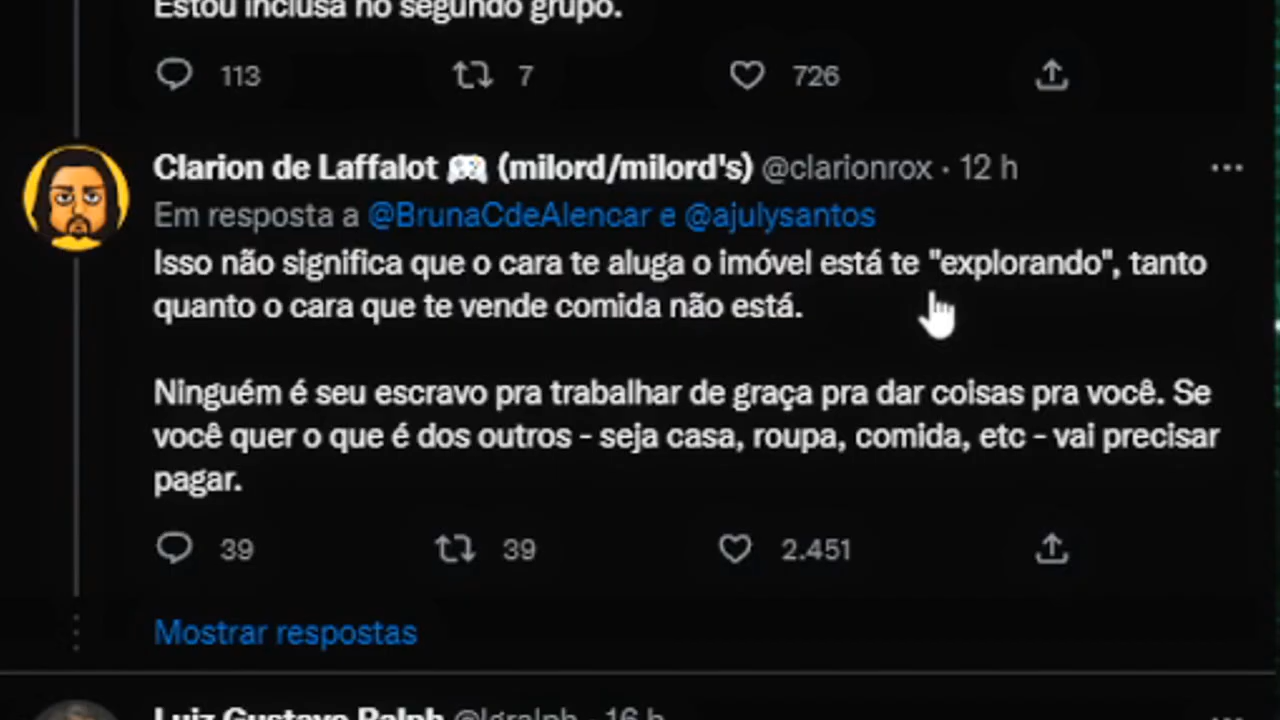 Estou inclusa no segundo grupo.
113 7 726
Clarion de Laffalot 🎮 (milord/milord's) @clarionrox · 12 h
Em resposta a @BrunaCdeAlencar e @ajulysantos
Isso não significa que o cara te aluga o imóvel está te "explorando", tanto
quanto o cara que te vende comida não está.
Ninguém é seu escravo pra trabalhar de graça pra dar coisas pra você. Se
você quer o que é dos outros - seja casa, roupa, comida, etc - vai precisar
pagar.
39 39 2.451
Mostrar respostas
Luiz Gustavo Ralph @lgralph · 16 h